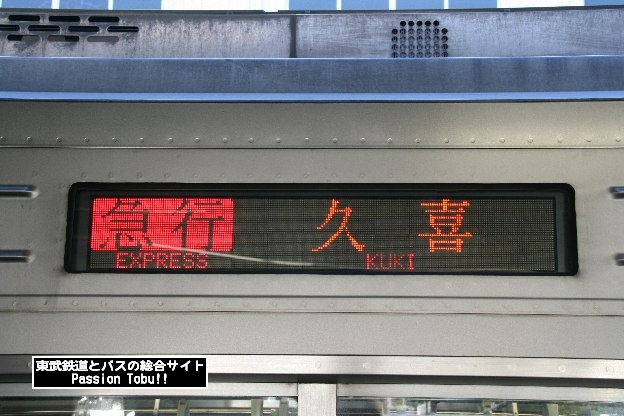 急行 久喜
EXPRESS KUKI
東武鉄道とバスの総合サイト
Passion Tobu!!